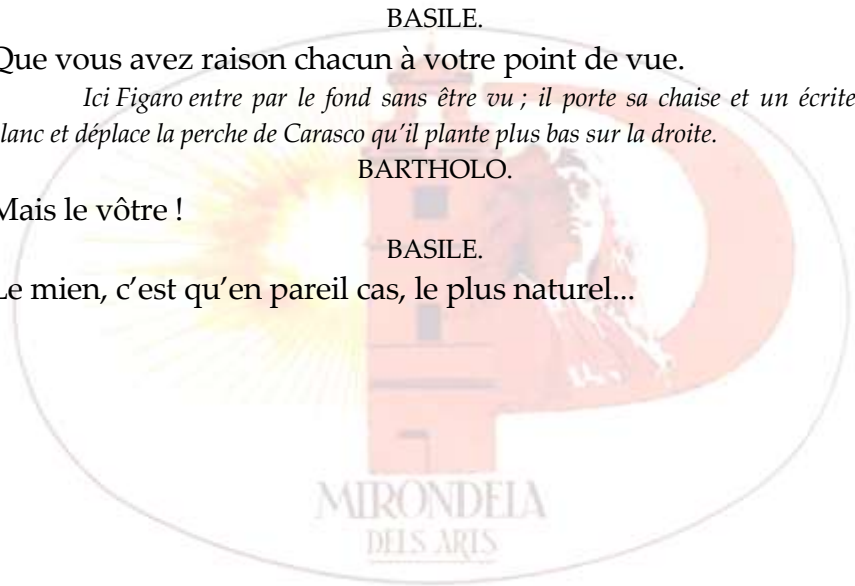 BASILE.
Que vous avez raison chacun à votre point de vue.
Ici Figaro entre par le fond sans être vu ; il porte sa chaise et un écrite
blanc et déplace la perche de Carasco qu'il plante plus bas sur la droite.
BARTHOLO.
Mais le vôtre !
BASILE.
Le mien, c'est qu'en pareil cas, le plus naturel...
MIRONDELA
DELS ARTS